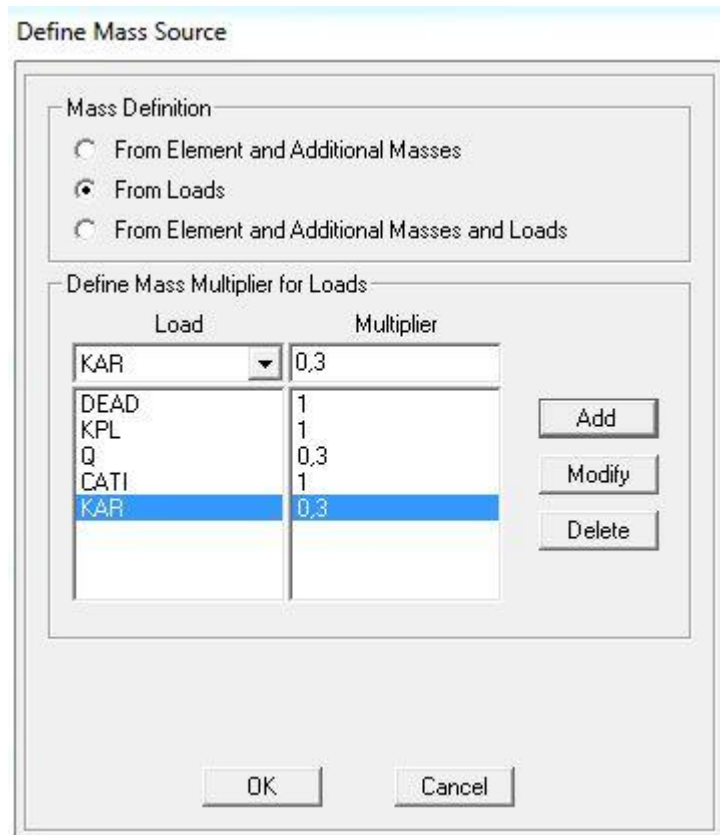 Define Mass Source
Mass Definition
From Element and Additional Masses
From Loads
From Element and Additional Masses and Loads
Define Mass Multiplier for Loads
Load Multiplier
KAR 0,3
DEAD 1
KPL 1
Q 0,3
CATI 1
KAR 0,3
Add
Modify
Delete
OK Cancel